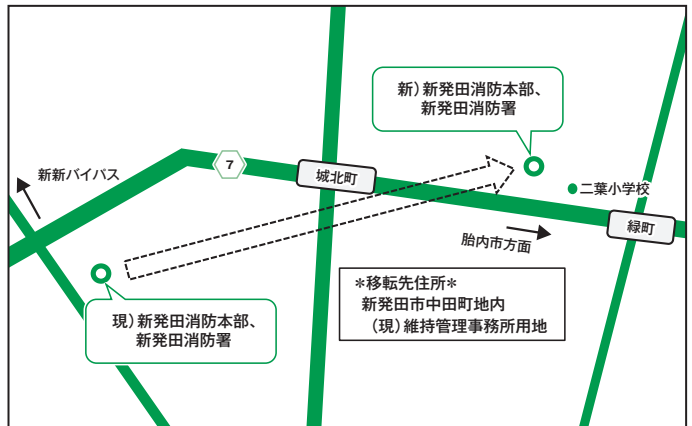 新）新発田消防本部、
新発田消防署
新新バイパス
7
城北町
二葉小学校
緑町
胎内市方面
＊移転先住所＊
新発田市中田町地内
（現）維持管理事務所用地
現）新発田消防本部、
新発田消防署